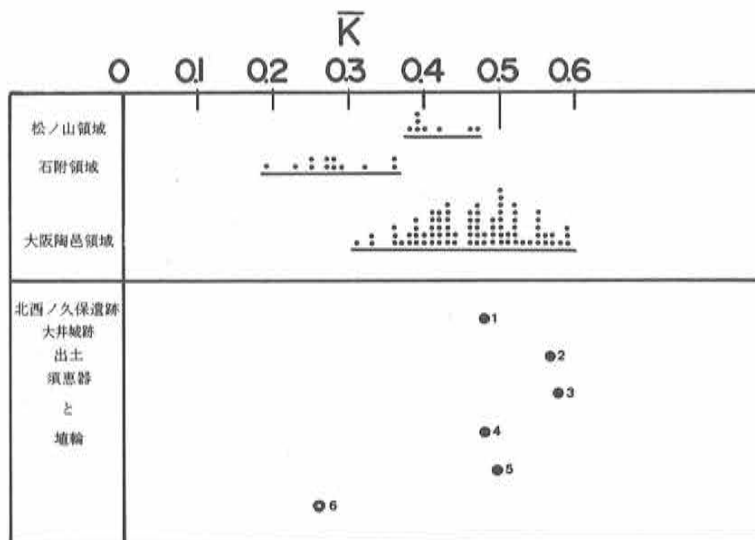 K̄
0 0.1 0.2 0.3 0.4 0.5 0.6
松ノ山領域
石附領域
大阪陶邑領域
北西ノ久保遺跡
1
大井城跡
出土
2
須恵器
3
と
埴輪
4
5
6